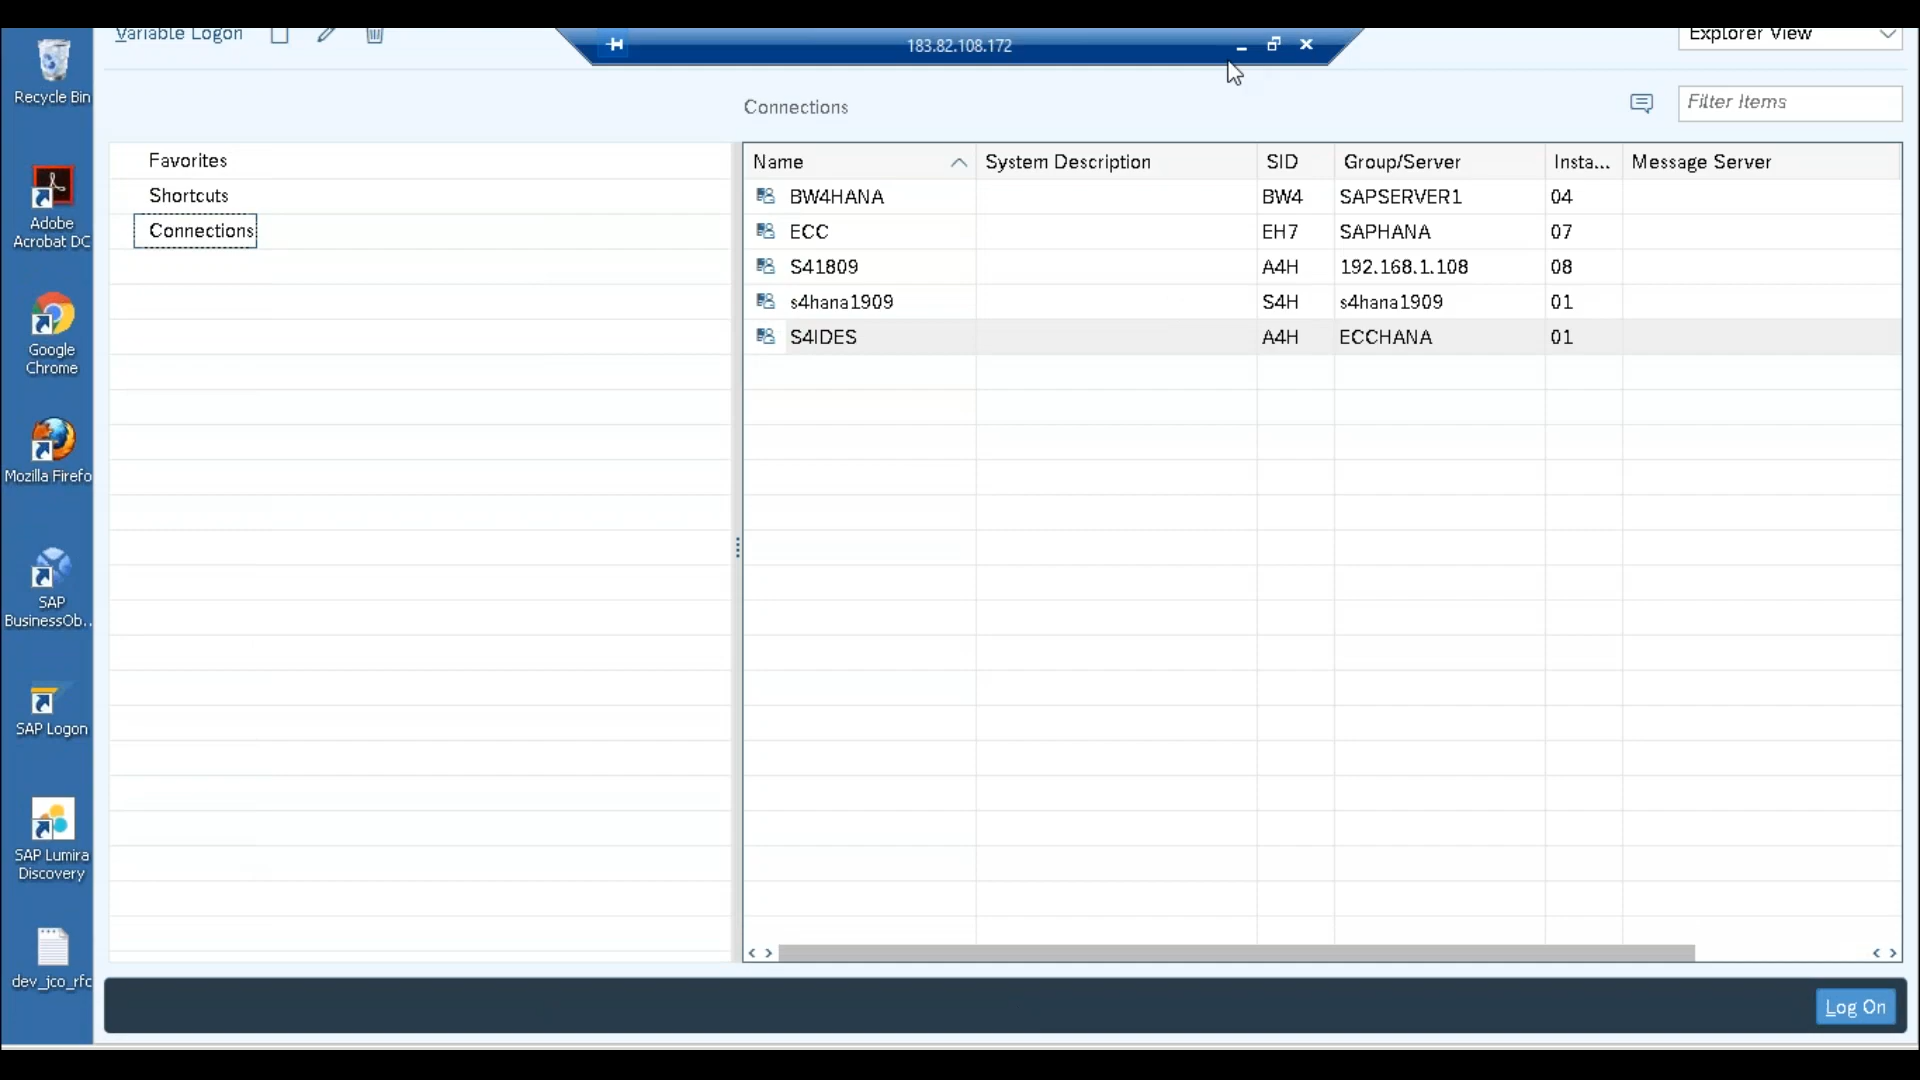 Variable Logon
183.82.108.172
Explorer View
Recycle Bin
Connections
Filter Items
Favorites
Shortcuts
Connections
Name System Description SID Group/Server Insta... Message Server
BW4HANA BW4 SAPSERVER1 04
ECC EH7 SAPHANA 07
S41809 A4H 192.168.1.108 08
s4hana1909 S4H s4hana1909 01
S4IDES A4H ECCHANA 01
Adobe
Acrobat DC
Google
Chrome
Mozilla Firefo
SAP
BusinessOb..
SAP Logon
SAP Lumira
Discovery
dev_jco_rfc
Log On